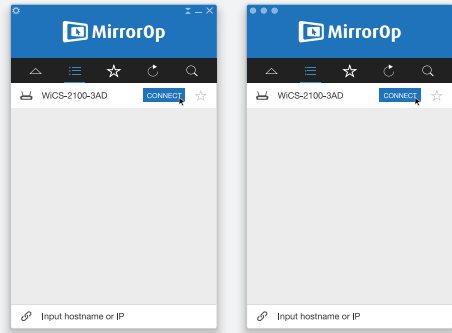 MirrorOp
WiCS-2100-3AD CONNECT
Input hostname or IP
MirrorOp
WiCS-2100-3AD CONNECT
Input hostname or IP